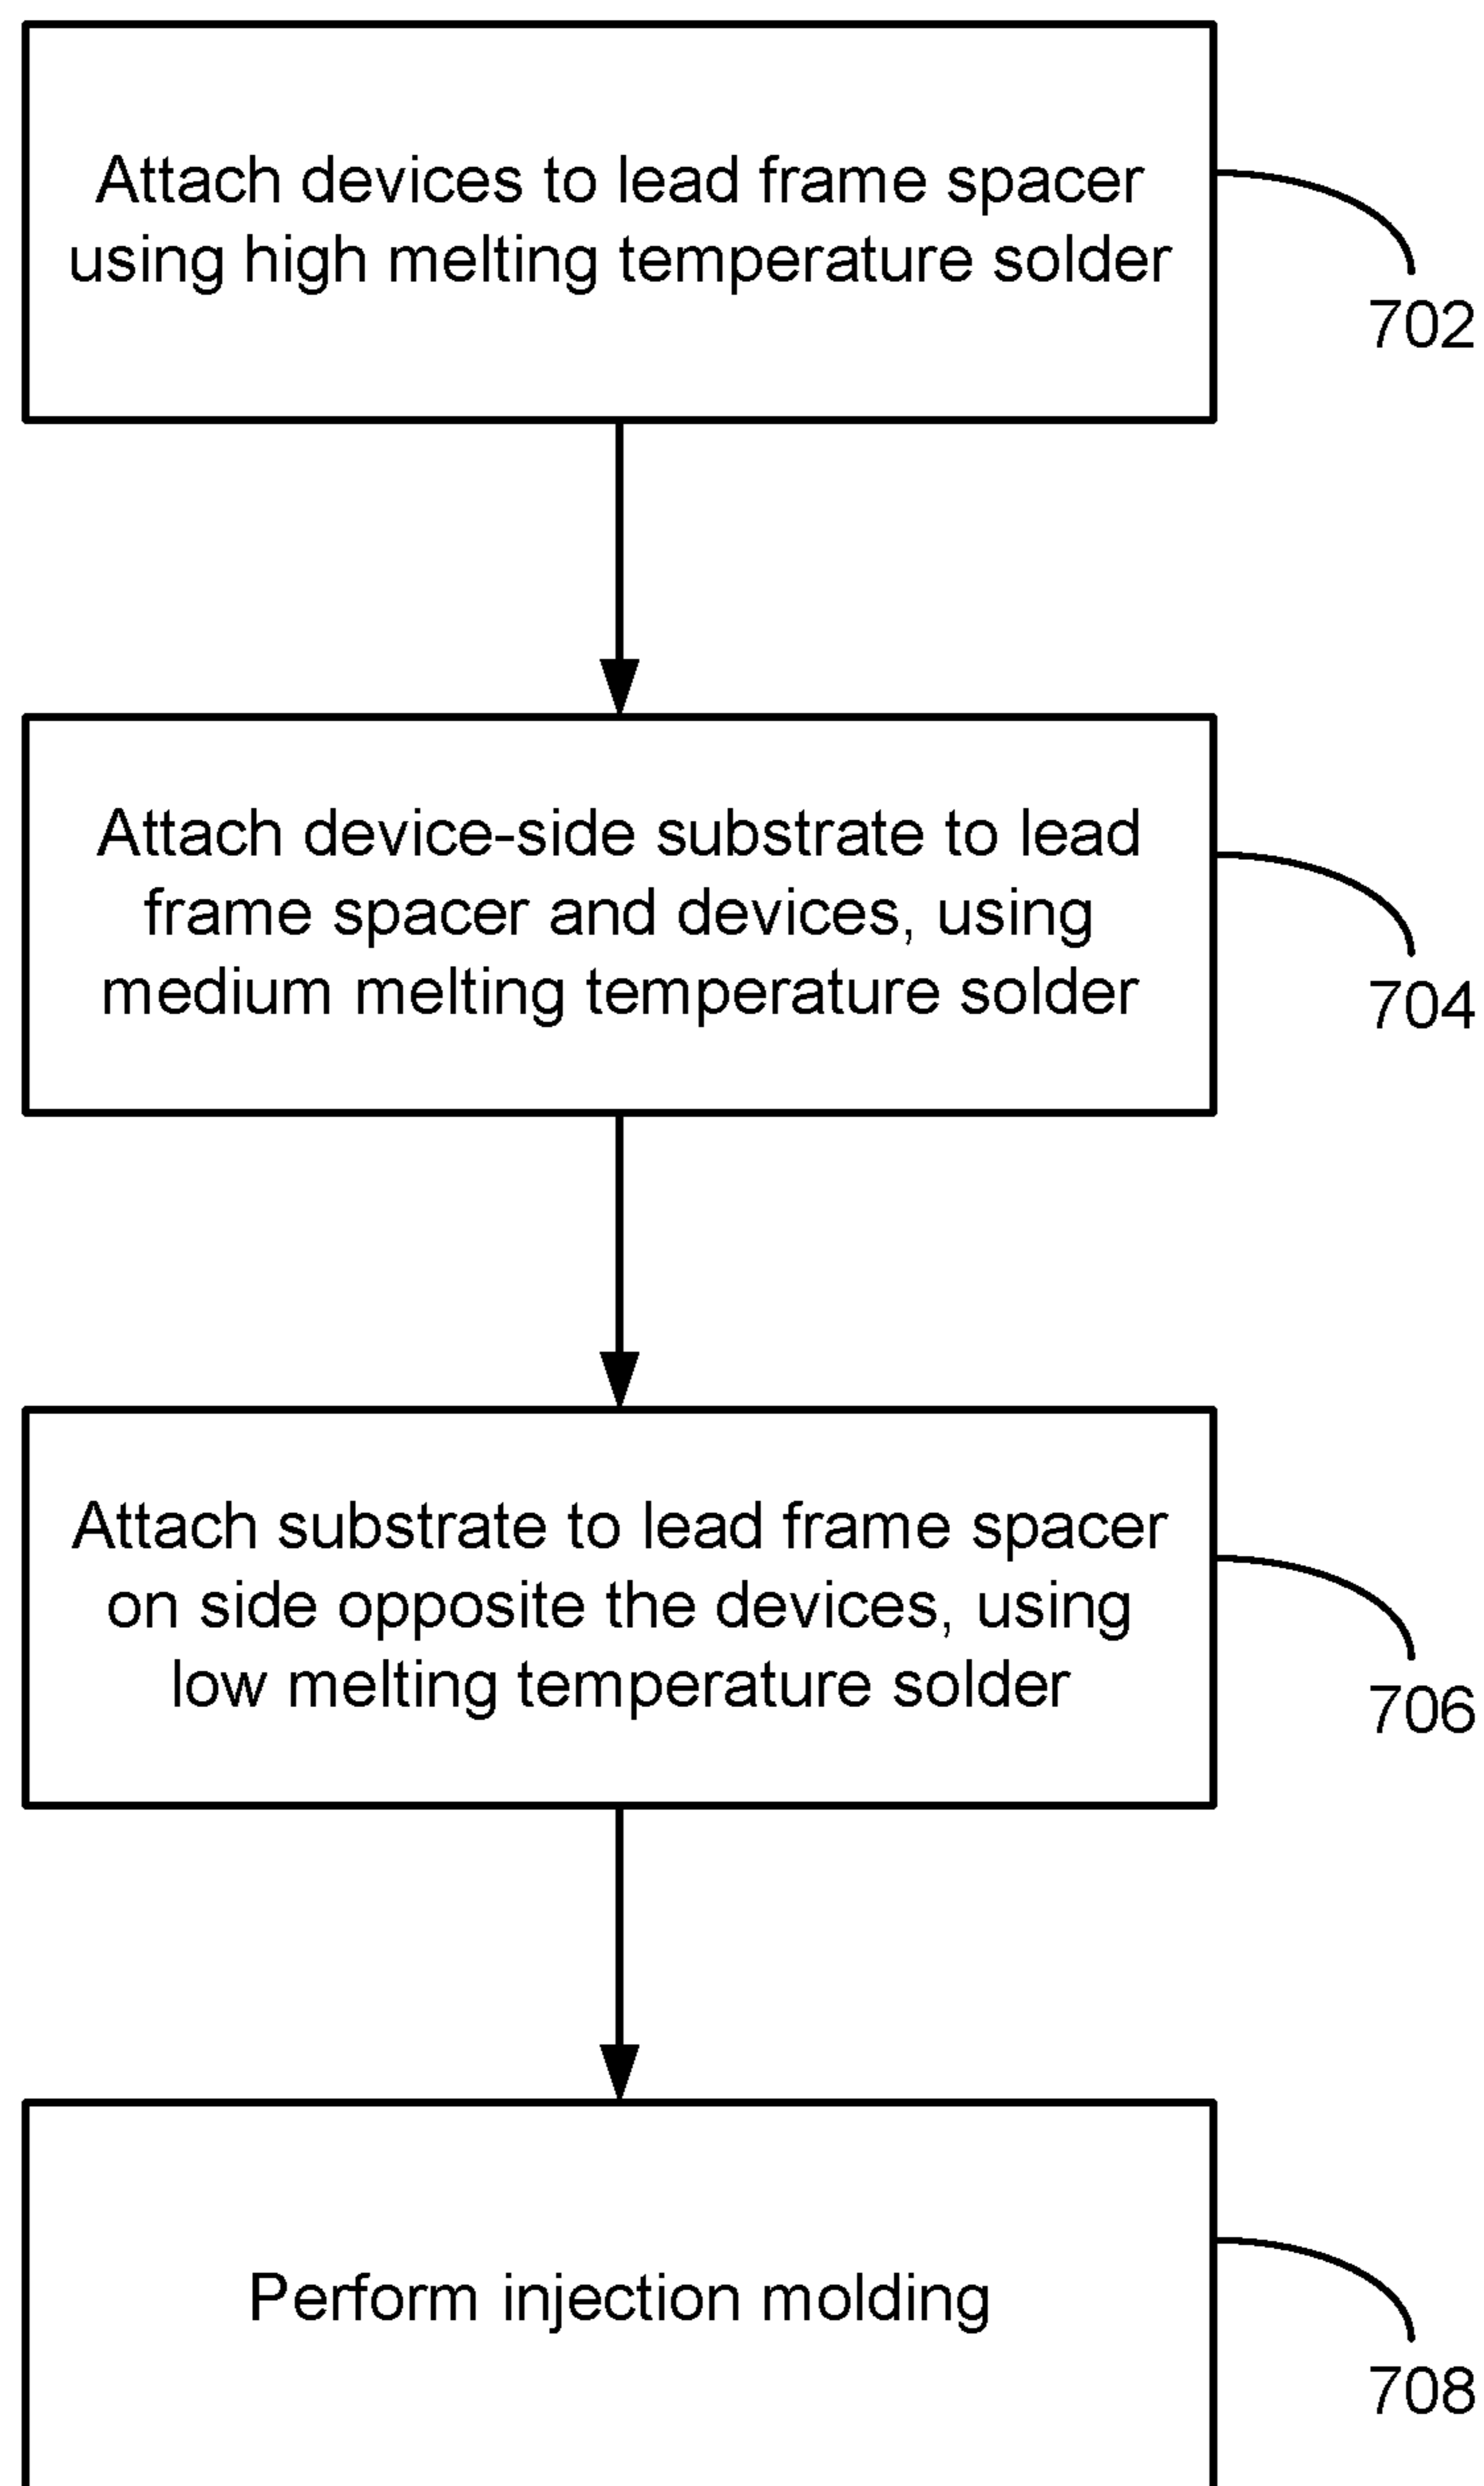 Attach devices to lead frame spacer
using high melting temperature solder
702
Attach device-side substrate to lead
frame spacer and devices, using
medium melting temperature solder
704
Attach substrate to lead frame spacer
on side opposite the devices, using
low melting temperature solder
706
Perform injection molding
708